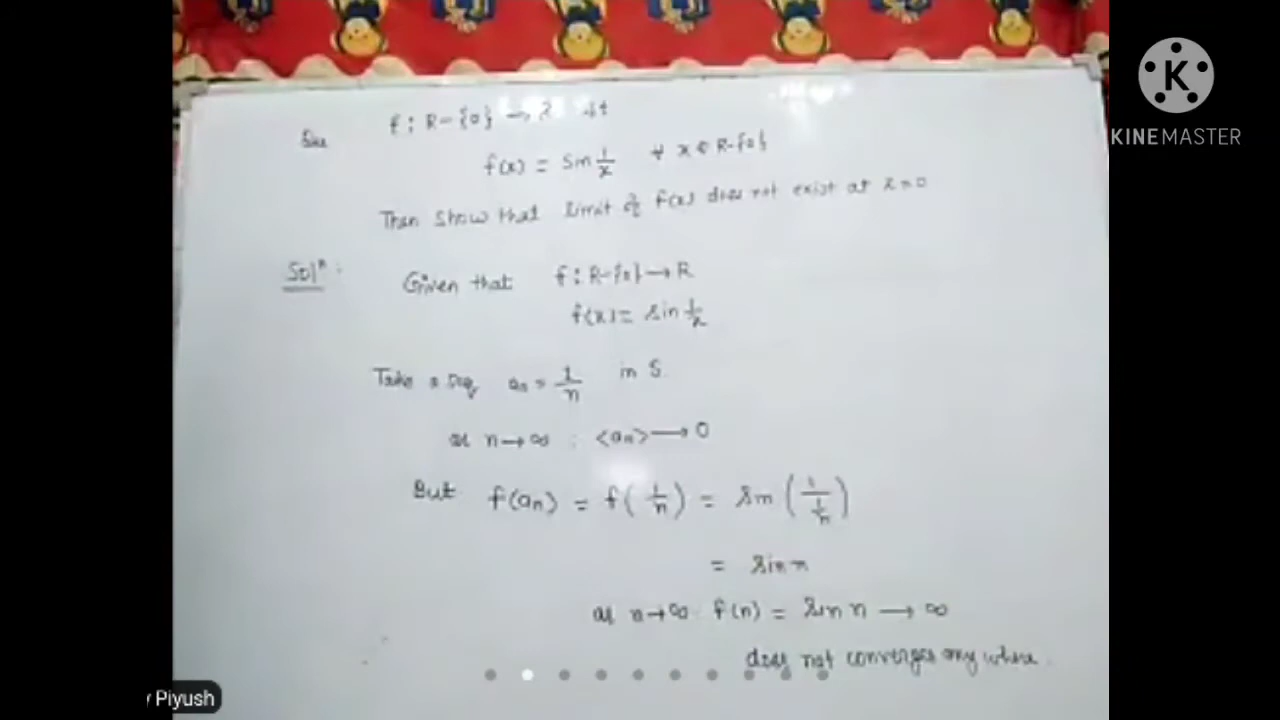 Que f : R-{0} → R st
f(x) = Sin 1/x ∀ x ∈ R-{0}
Then show that limit of f(x) does not exist at x=0
Solⁿ: Given that f : R-{0} → R
f(x) = sin 1/x
Take a seq aₙ = 1/n in S.
as n→∞ : <aₙ> → 0
But f(aₙ) = f(1/n) = sin(1/(1/n))
= sin n
as n→∞ f(n) = sin n → ∞
does not converges any where.
Piyush
K
KINEMASTER